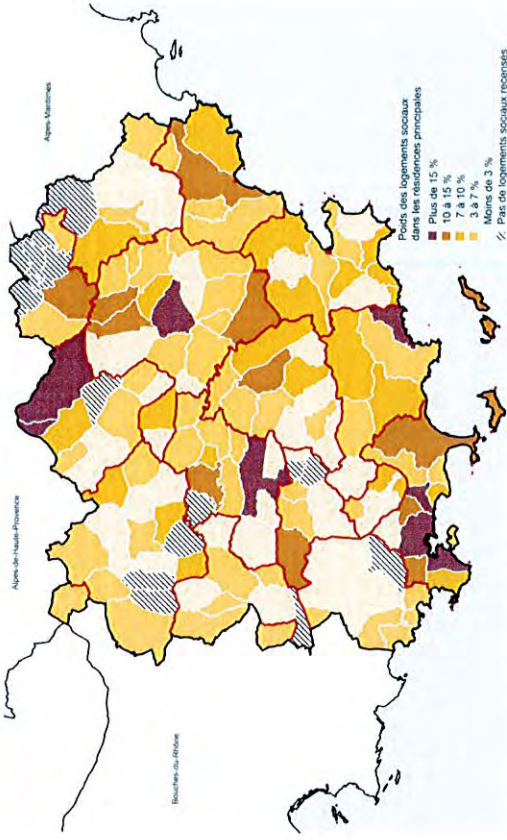 Alpes-de-Haute-Provence
Alpes-Maritimes
Bouches-du-Rhône
Poids des logements sociaux
dans les résidences principales
Plus de 15 %
10 à 15 %
7 à 10 %
3 à 7 %
Moins de 3 %
Pas de logements sociaux recensés